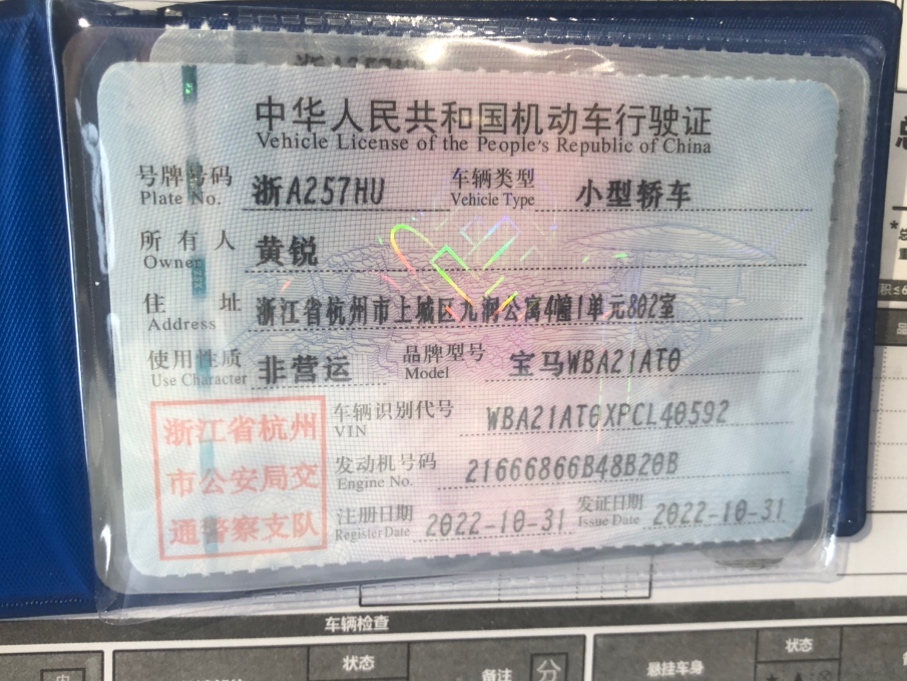 中华人民共和国机动车行驶证
Vehicle License of the People's Republic of China
号牌号码 浙A257HU 车辆类型 小型轿车
Plate No. Vehicle Type
所有人 黄锐
Owner
住址 浙江省杭州市上城区九润公寓4幢1单元802室
Address
使用性质 非营运 品牌型号 宝马WBA21AT0
Use Character Model
浙江省杭州
市公安局交
通警察支队
车辆识别代号 WBA21AT0XPCL40592
VIN
发动机号码 21666866B48B20B
Engine No.
注册日期 2022-10-31 发证日期 2022-10-31
Register Date Issue Date
车辆检查
状态 备注 分 悬挂车身 状态